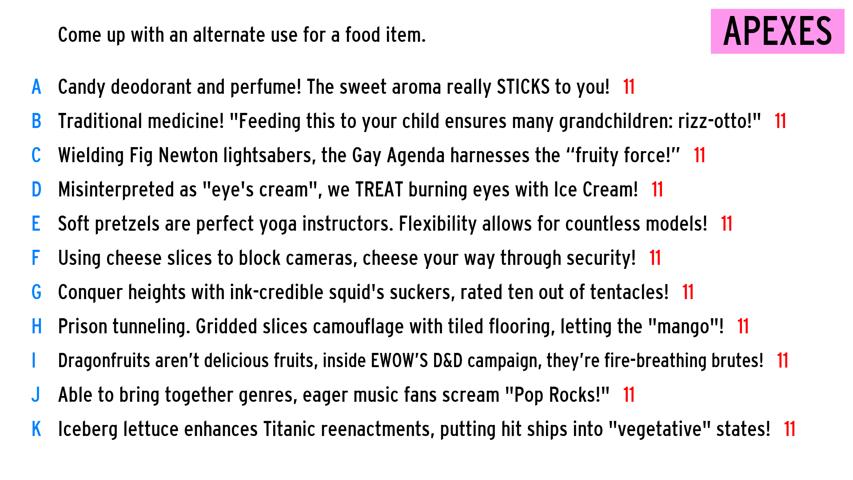 Come up with an alternate use for a food item.
APEXES
A Candy deodorant and perfume! The sweet aroma really STICKS to you! 11
B Traditional medicine! "Feeding this to your child ensures many grandchildren: rizz-otto!" 11
C Wielding Fig Newton lightsabers, the Gay Agenda harnesses the “fruity force!” 11
D Misinterpreted as "eye's cream", we TREAT burning eyes with Ice Cream! 11
E Soft pretzels are perfect yoga instructors. Flexibility allows for countless models! 11
F Using cheese slices to block cameras, cheese your way through security! 11
G Conquer heights with ink-credible squid's suckers, rated ten out of tentacles! 11
H Prison tunneling. Gridded slices camouflage with tiled flooring, letting the "mango"! 11
I Dragonfruits aren’t delicious fruits, inside EWOW’S D&D campaign, they’re fire-breathing brutes! 11
J Able to bring together genres, eager music fans scream "Pop Rocks!" 11
K Iceberg lettuce enhances Titanic reenactments, putting hit ships into "vegetative" states! 11